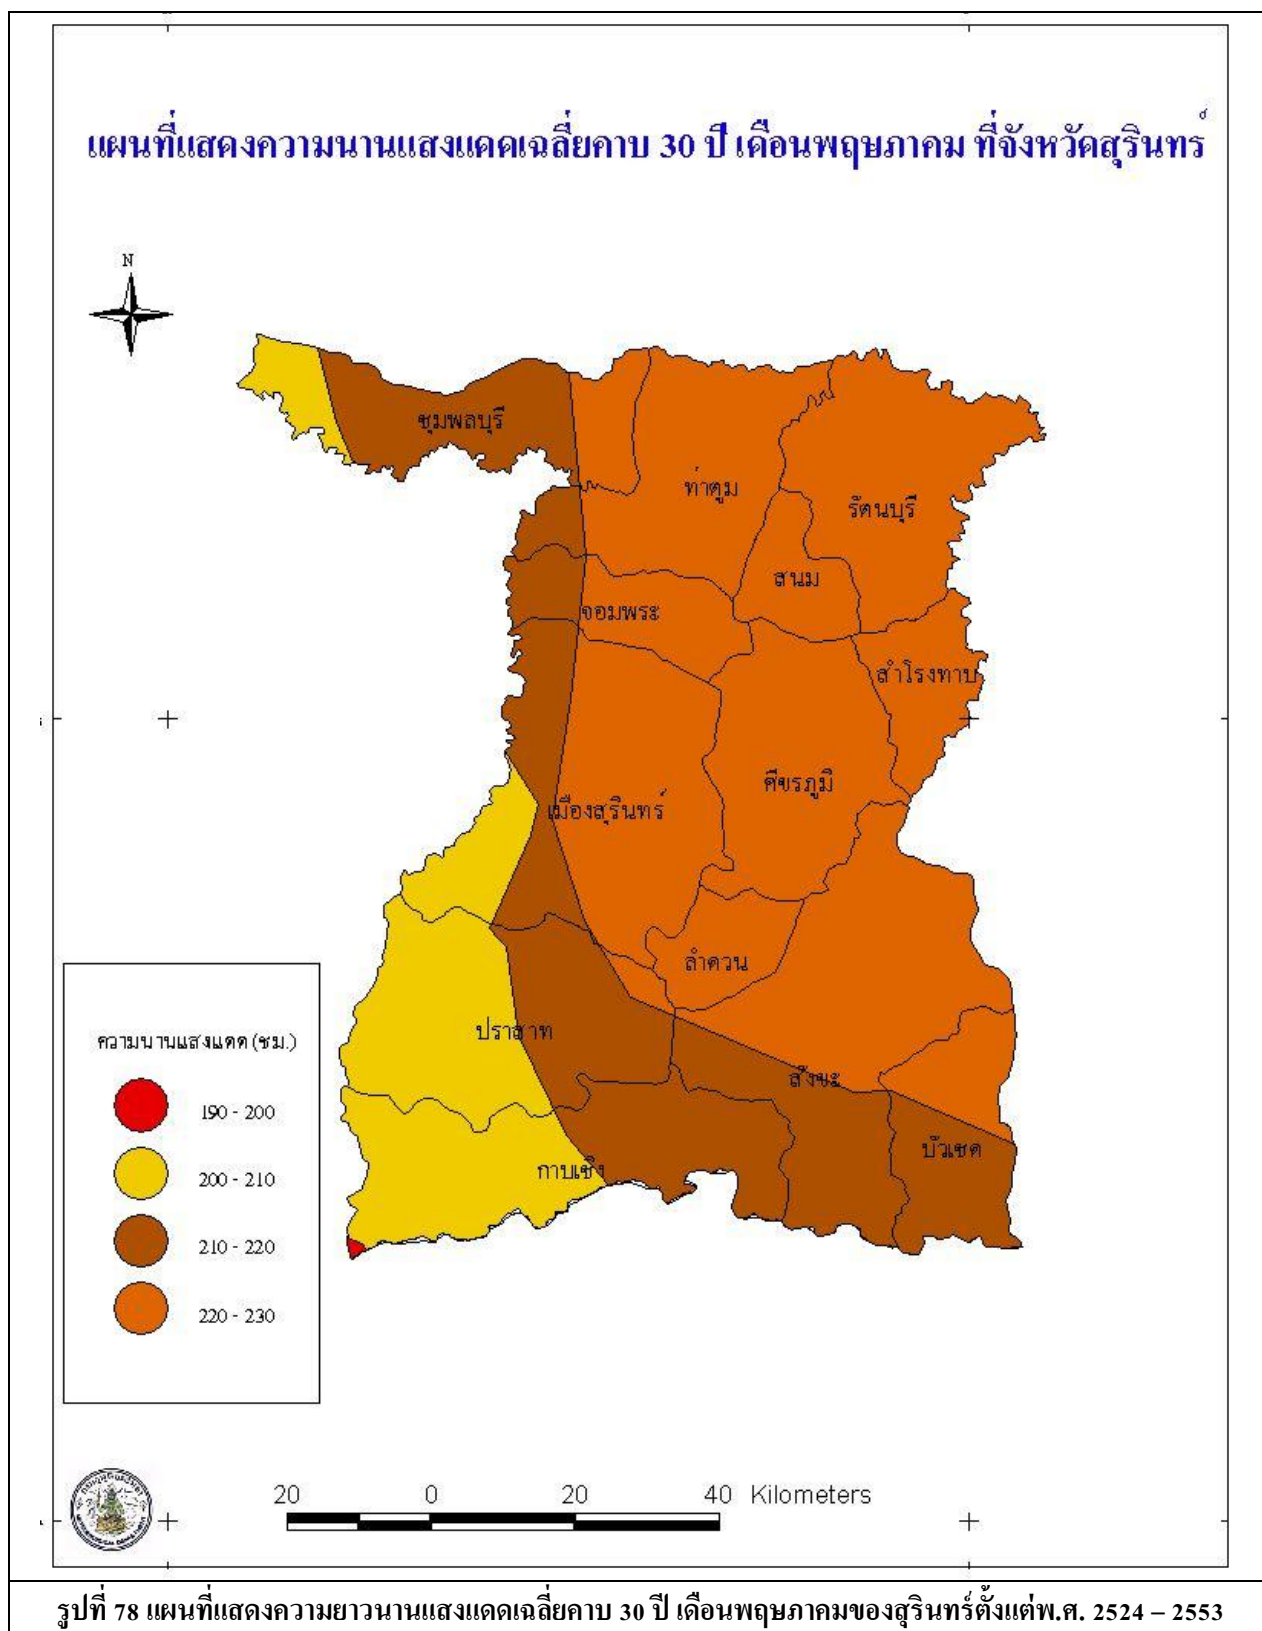 แผนที่แสดงความนานแสงแดดเฉลี่ยคาบ 30 ปี เดือนพฤษภาคม ที่จังหวัดสุรินทร์
N
ชุมพลบุรี
ท่าตูม
รัตนบุรี
สนม
จอมพระ
สำโรงทาบ
ศีขรภูมิ
เมืองสุรินทร์
ลำดวน
ปราสาท
สังขะ
บัวเชด
กาบเชิง
ความนานแสงแดด (ชม.)
190 - 200
200 - 210
210 - 220
220 - 230
20 0 20 40 Kilometers
รูปที่ 78 แผนที่แสดงความยาวนานแสงแดดเฉลี่ยคาบ 30 ปี เดือนพฤษภาคมของสุรินทร์ตั้งแต่พ.ศ. 2524 – 2553